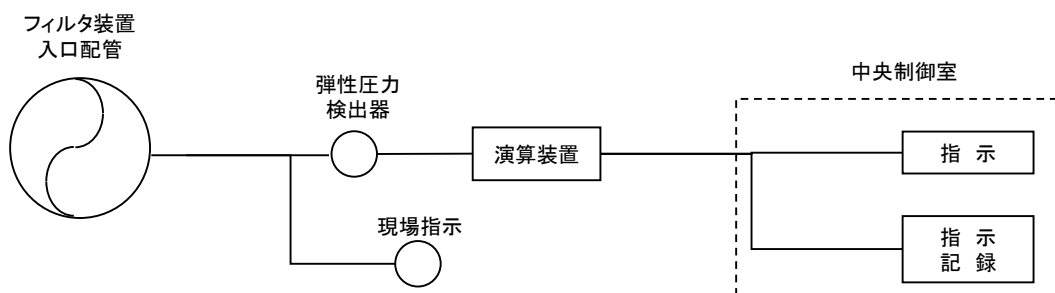 フィルタ装置
入口配管
弾性圧力
検出器
演算装置
現場指示
中央制御室
指 示
指 示
記 録